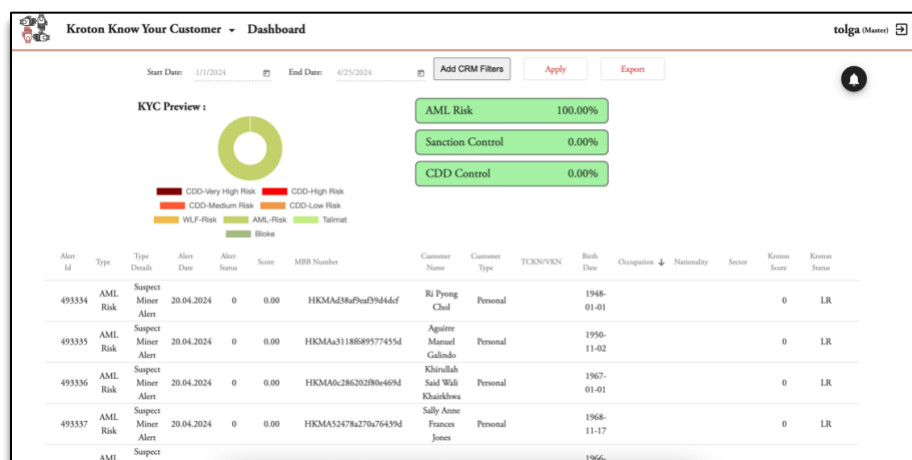 Kroton Know Your Customer Dashboard tolga (Master)
Start Date: 1/1/2024 End Date: 4/25/2024 Add CRM Filters Apply Export
KYC Preview :
AML Risk 100.00%
Sanction Control 0.00%
CDD Control 0.00%
CDD-Very High Risk CDD-High Risk
CDD-Medium Risk CDD-Low Risk
WLF-Risk AML-Risk Talimat
Bloke
Alert Id Type Type Details Alert Date Alert Status Score MBB Number Customer Name Customer Type TCKN/VKN Birth Date Occupation Nationality Sector Kroton Score Kroton Status
493334 AML Risk Suspect Miner Alert 20.04.2024 0 0.00 HKMAd38af9eaf39d4dcf Ri Pyong Chol Personal 1948-01-01 0 LR
493335 AML Risk Suspect Miner Alert 20.04.2024 0 0.00 HKMAa3118f689577455d Aguirre Manuel Galindo Personal 1950-11-02 0 LR
493336 AML Risk Suspect Miner Alert 20.04.2024 0 0.00 HKMA0c286202f80e469d Khirullah Said Wali Khairkhwa Personal 1967-01-01 0 LR
493337 AML Risk Suspect Miner Alert 20.04.2024 0 0.00 HKMA52478a270a76439d Sally Anne Frances Jones Personal 1968-11-17 0 LR
AML Suspect 1966-